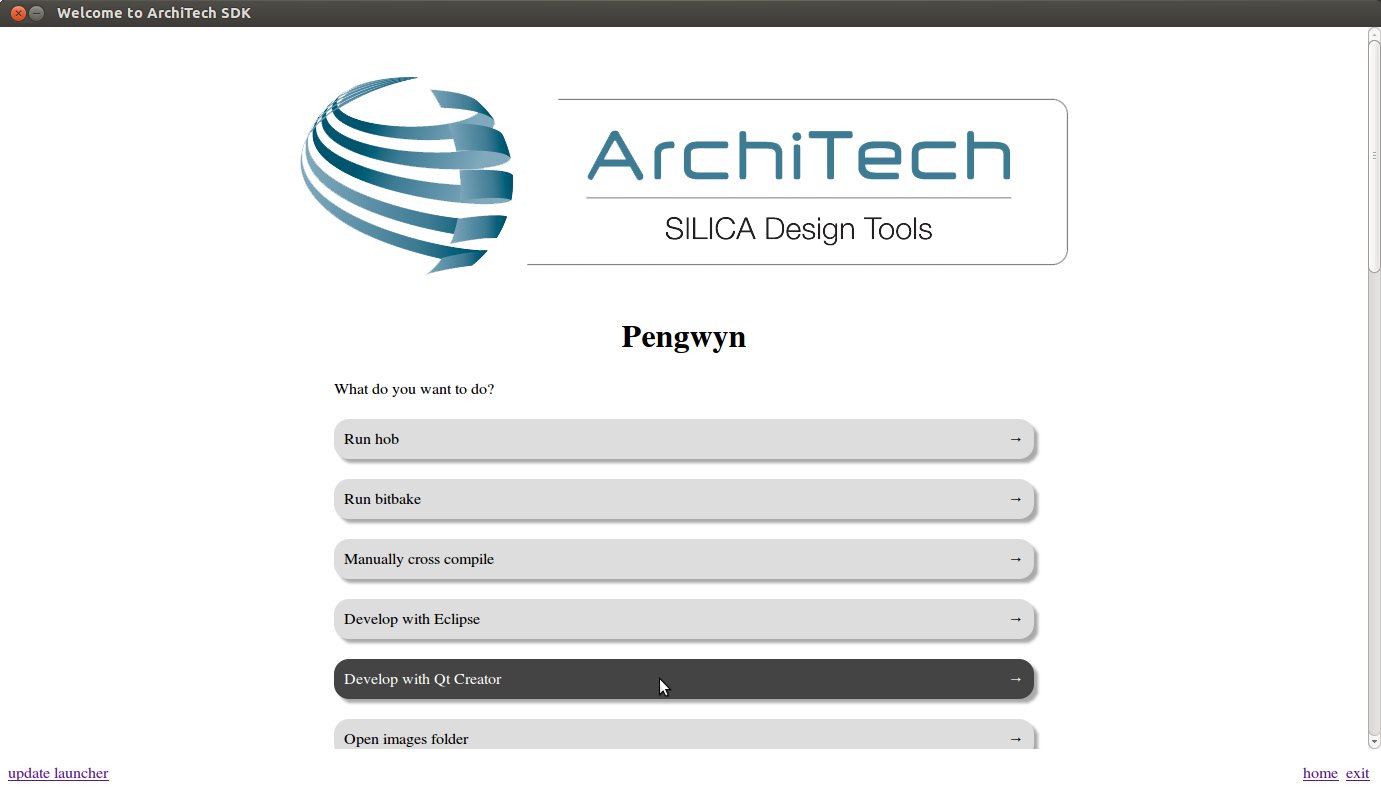 Welcome to ArchiTech SDK
ArchiTech
SILICA Design Tools
Pengwyn
What do you want to do?
Run hob →
Run bitbake →
Manually cross compile →
Develop with Eclipse →
Develop with Qt Creator →
Open images folder →
update launcher home exit